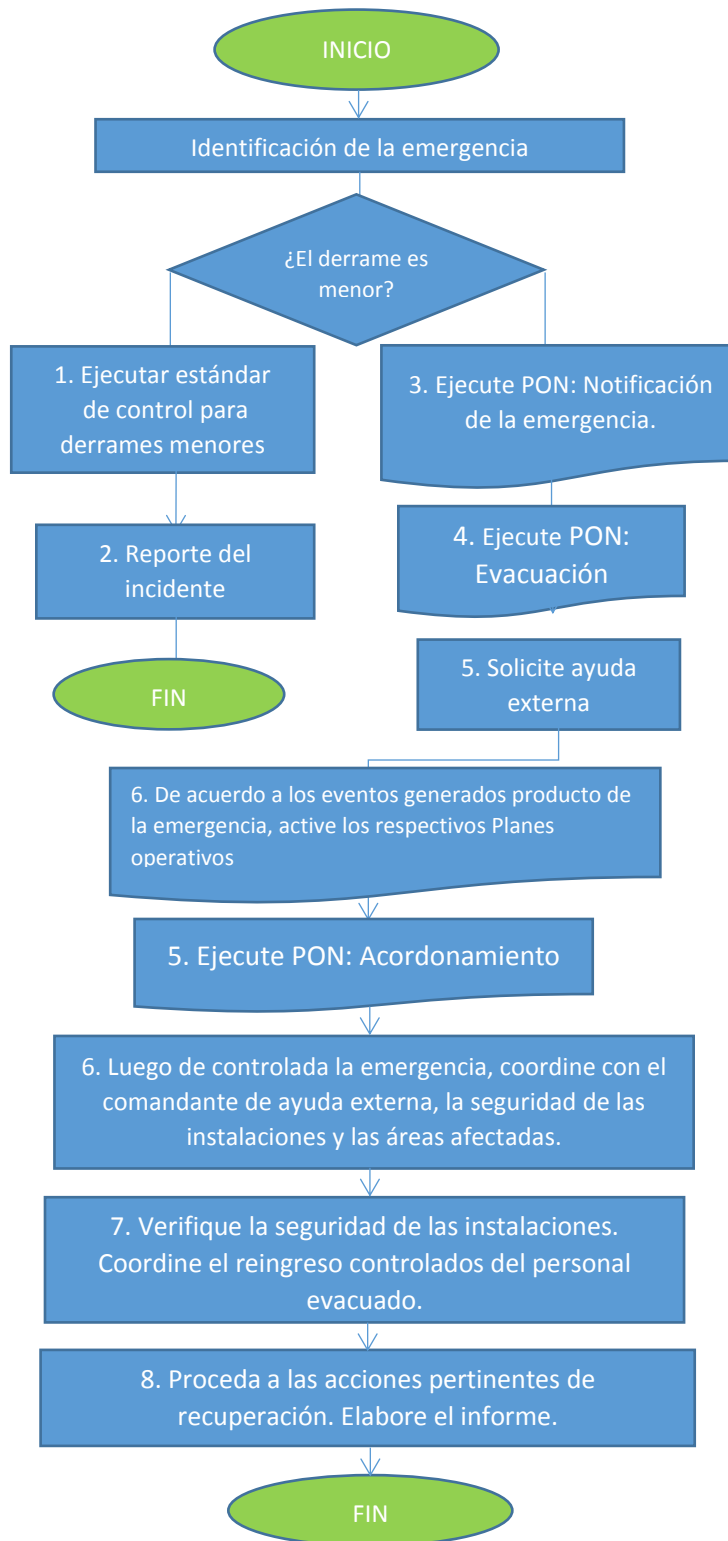 INICIO
Identificación de la emergencia
¿El derrame es
menor?
1. Ejecutar estándar
de control para
derrames menores
2. Reporte del
incidente
FIN
3. Ejecute PON: Notificación
de la emergencia.
4. Ejecute PON:
Evacuación
5. Solicite ayuda
externa
6. De acuerdo a los eventos generados producto de
la emergencia, active los respectivos Planes
operativos
5. Ejecute PON: Acordonamiento
6. Luego de controlada la emergencia, coordine con el
comandante de ayuda externa, la seguridad de las
instalaciones y las áreas afectadas.
7. Verifique la seguridad de las instalaciones.
Coordine el reingreso controlados del personal
evacuado.
8. Proceda a las acciones pertinentes de
recuperación. Elabore el informe.
FIN